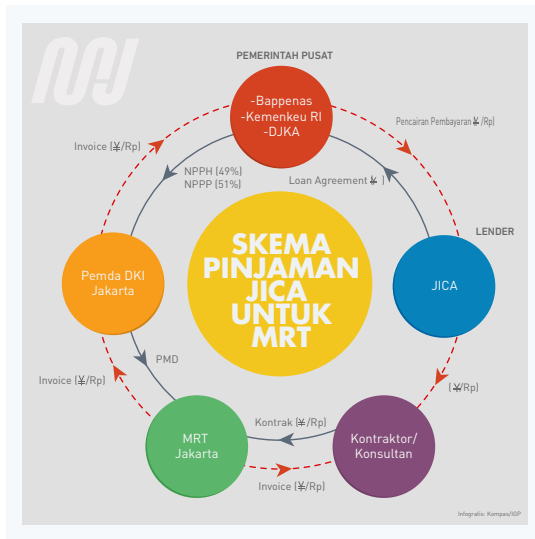 PEMERINTAH PUSAT
-Bappenas
-Kemenkeu RI
-DJKA
Pencairan Pembayaran ¥/Rp)
Invoice (¥/Rp)
NPPH (49%)
NPPP (51%)
Loan Agreement ¥ )
LENDER
SKEMA
PINJAMAN
JICA
UNTUK
MRT
Pemda DKI
Jakarta
JICA
PMD
Invoice (¥/Rp)
(¥/Rp)
Kontrak (¥/Rp)
MRT
Jakarta
Kontraktor/
Konsultan
Invoice (¥/Rp)
Infografis: Kompas/IGP